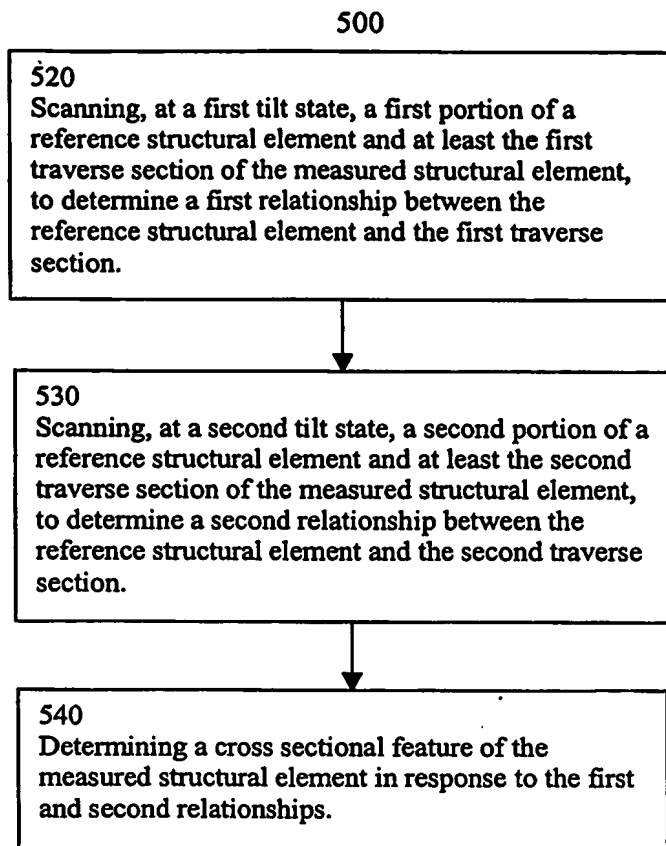 500
520
Scanning, at a first tilt state, a first portion of a
reference structural element and at least the first
traverse section of the measured structural element,
to determine a first relationship between the
reference structural element and the first traverse
section.
530
Scanning, at a second tilt state, a second portion of a
reference structural element and at least the second
traverse section of the measured structural element,
to determine a second relationship between the
reference structural element and the second traverse
section.
540
Determining a cross sectional feature of the
measured structural element in response to the first
and second relationships.